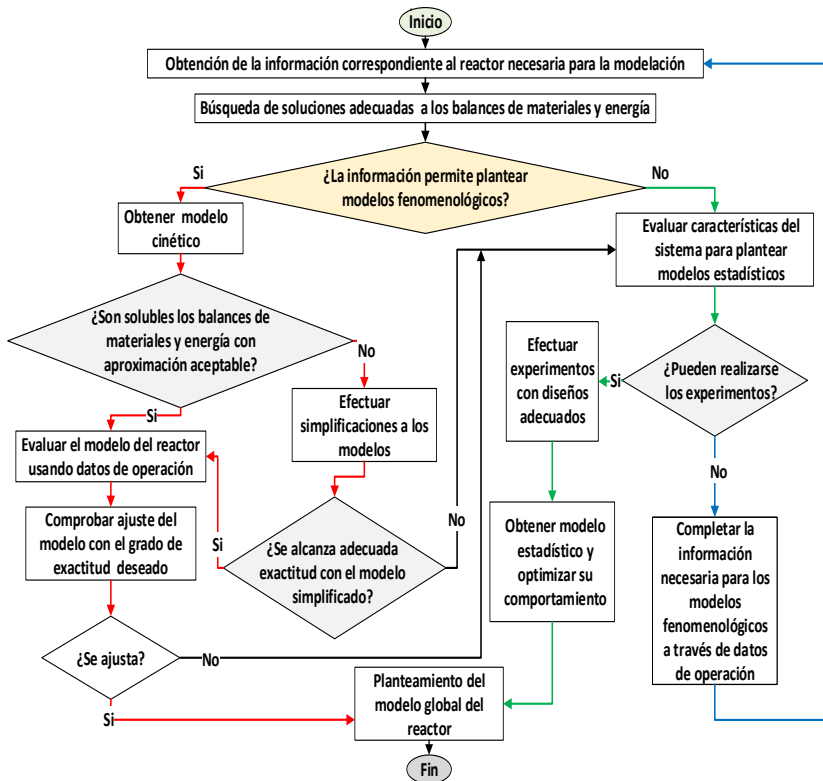 Inicio
Obtención de la información correspondiente al reactor necesaria para la modelación
Búsqueda de soluciones adecuadas a los balances de materiales y energía
Si
¿La información permite plantear
modelos fenomenológicos?
No
Obtener modelo
cinético
Evaluar características del
sistema para plantear
modelos estadísticos
¿Son solubles los balances de
materiales y energía con
aproximación aceptable?
No
Si
Efectuar
experimentos
con diseños
adecuados
Si
¿Pueden realizarse
los experimentos?
No
Efectuar
simplificaciones a los
modelos
Evaluar el modelo del reactor
usando datos de operación
Comprobar ajuste del
modelo con el grado de
exactitud deseado
Si
¿Se alcanza adecuada
exactitud con el modelo
simplificado?
No
Obtener modelo
estadístico y
optimizar su
comportamiento
Completar la
información
necesaria para los
modelos
fenomenológicos
a través de datos
de operación
¿Se ajusta?
No
Si
Planteamiento del
modelo global del
reactor
Fin